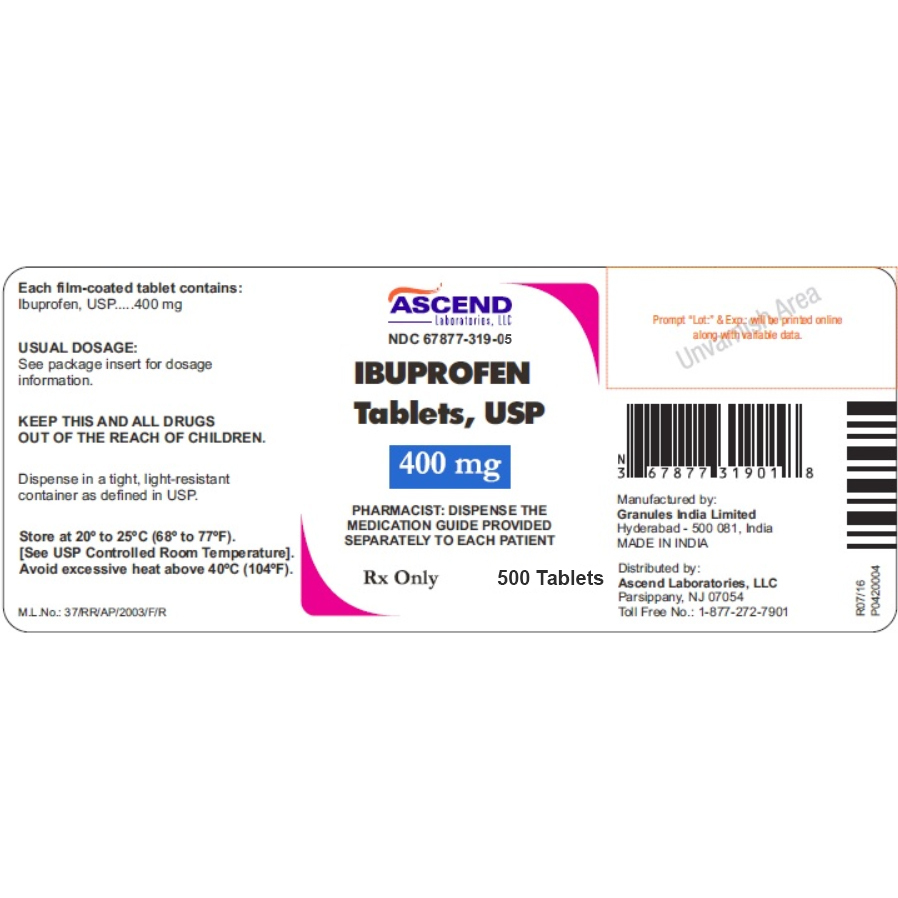 Each film-coated tablet contains:
Ibuprofen, USP.....400 mg
USUAL DOSAGE:
See package insert for dosage
information.
KEEP THIS AND ALL DRUGS
OUT OF THE REACH OF CHILDREN.
Dispense in a tight, light-resistant
container as defined in USP.
Store at 20º to 25ºC (68º to 77ºF).
[See USP Controlled Room Temperature].
Avoid excessive heat above 40ºC (104ºF).
M.L.No.: 37/RR/AP/2003/F/R
ASCEND
Laboratories, LLC
NDC 67877-319-05
IBUPROFEN
Tablets, USP
400 mg
PHARMACIST: DISPENSE THE
MEDICATION GUIDE PROVIDED
SEPARATELY TO EACH PATIENT
Rx Only
500 Tablets
Prompt "Lot:" & Exp.: will be printed online
along with vaifable data.
Unvarnish Area
N
3 67877 31901 8
Manufactured by:
Granules India Limited
Hyderabad - 500 081, India
MADE IN INDIA
Distributed by:
Ascend Laboratories, LLC
Parsippany, NJ 07054
Toll Free No.: 1-877-272-7901
R07/16
P0420004